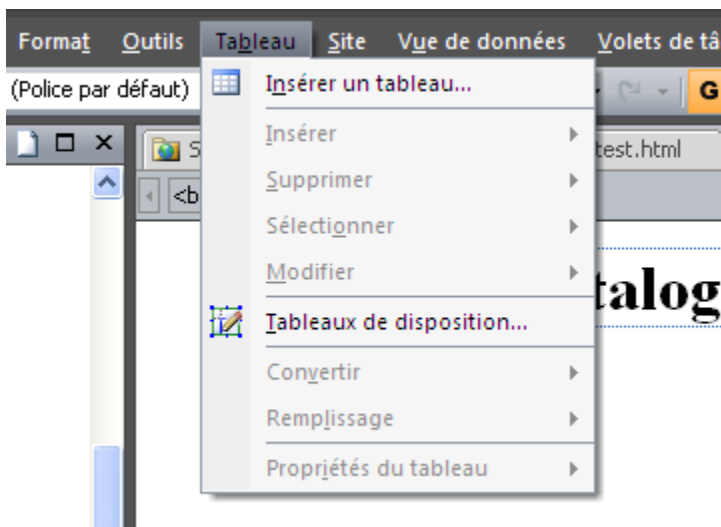 Format Outils Tableau Site Vue de données Volets de tâ
(Police par défaut) G
Insérer un tableau...
Insérer
Supprimer
Sélectionner
Modifier
Tableaux de disposition...
Convertir
Remplissage
Propriétés du tableau
S test.html
<b
talog